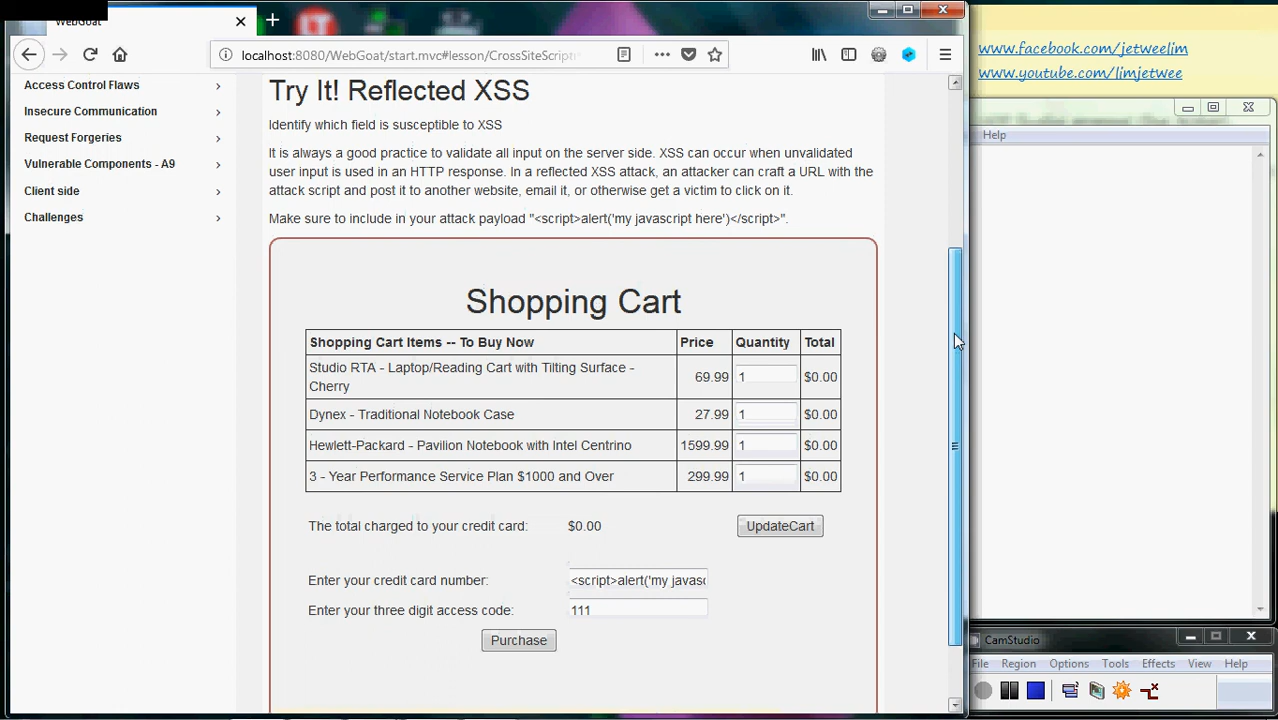 WebGoat
LT
localhost:8080/WebGoat/start.mvc#lesson/CrossSiteScript
www.facebook.com/jetweelim
www.youtube.com/limjetwee
Help
Access Control Flaws
Insecure Communication
Request Forgeries
Vulnerable Components - A9
Client side
Challenges
Try It! Reflected XSS
Identify which field is susceptible to XSS
It is always a good practice to validate all input on the server side. XSS can occur when unvalidated
user input is used in an HTTP response. In a reflected XSS attack, an attacker can craft a URL with the
attack script and post it to another website, email it, or otherwise get a victim to click on it.
Make sure to include in your attack payload "<script>alert('my javascript here')</script>".
Shopping Cart
Shopping Cart Items -- To Buy Now Price Quantity Total
Studio RTA - Laptop/Reading Cart with Tilting Surface -
Cherry 69.99 1 $0.00
Dynex - Traditional Notebook Case 27.99 1 $0.00
Hewlett-Packard - Pavilion Notebook with Intel Centrino 1599.99 1 $0.00
3 - Year Performance Service Plan $1000 and Over 299.99 1 $0.00
The total charged to your credit card: $0.00 UpdateCart
Enter your credit card number: <script>alert('my javasc
Enter your three digit access code: 111
Purchase
CamStudio
File Region Options Tools Effects View Help